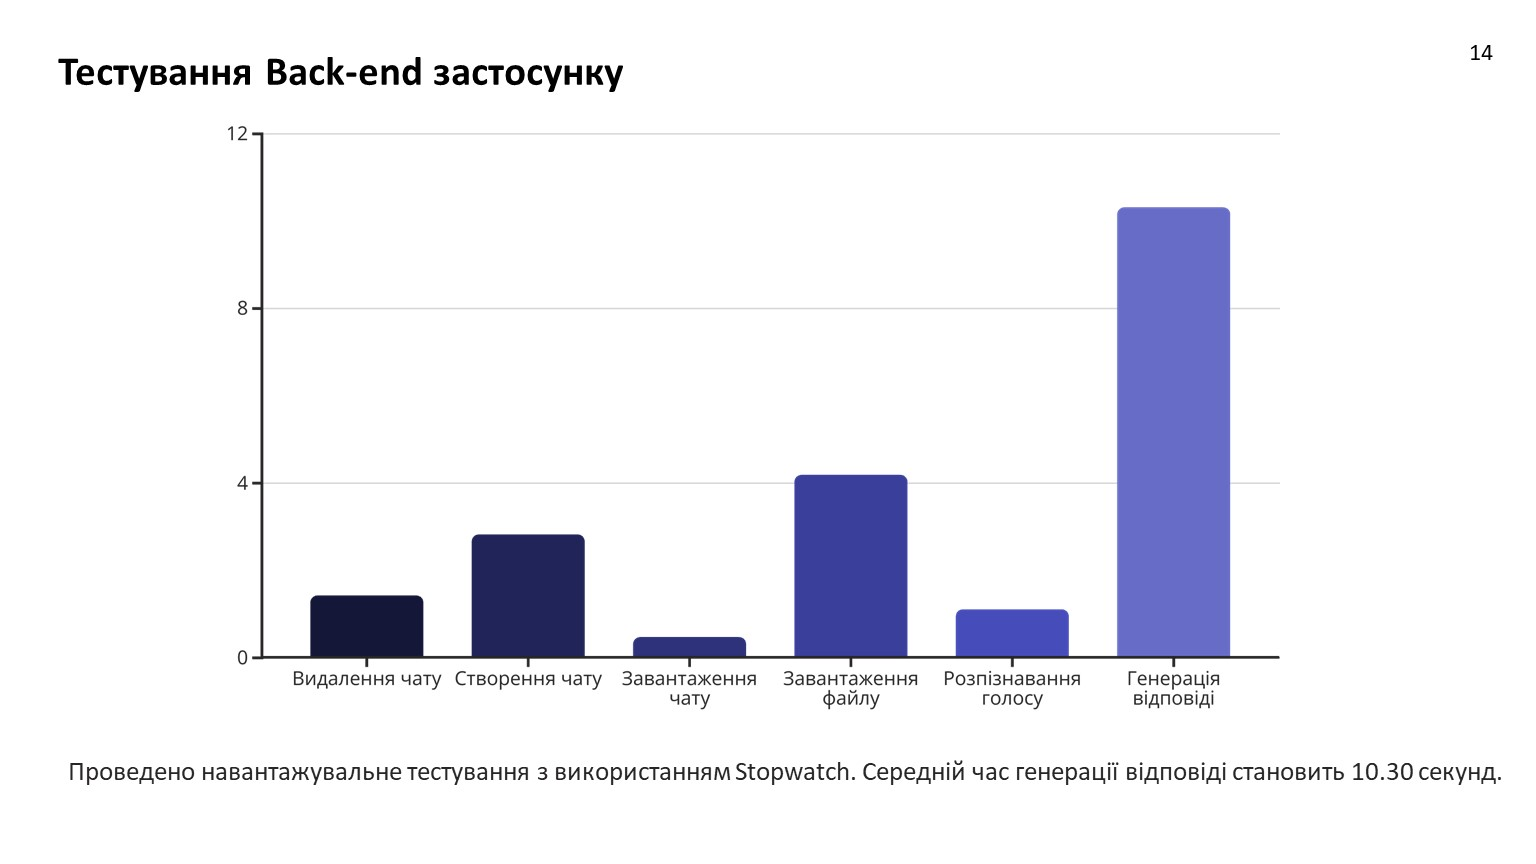 Тестування Back-end застосунку
14
12
8
4
0
Видалення чату
Створення чату
Завантаження
чату
Завантаження
файлу
Розпізнавання
голосу
Генерація
відповіді
Проведено навантажувальне тестування з використанням Stopwatch. Середній час генерації відповіді становить 10.30 секунд.